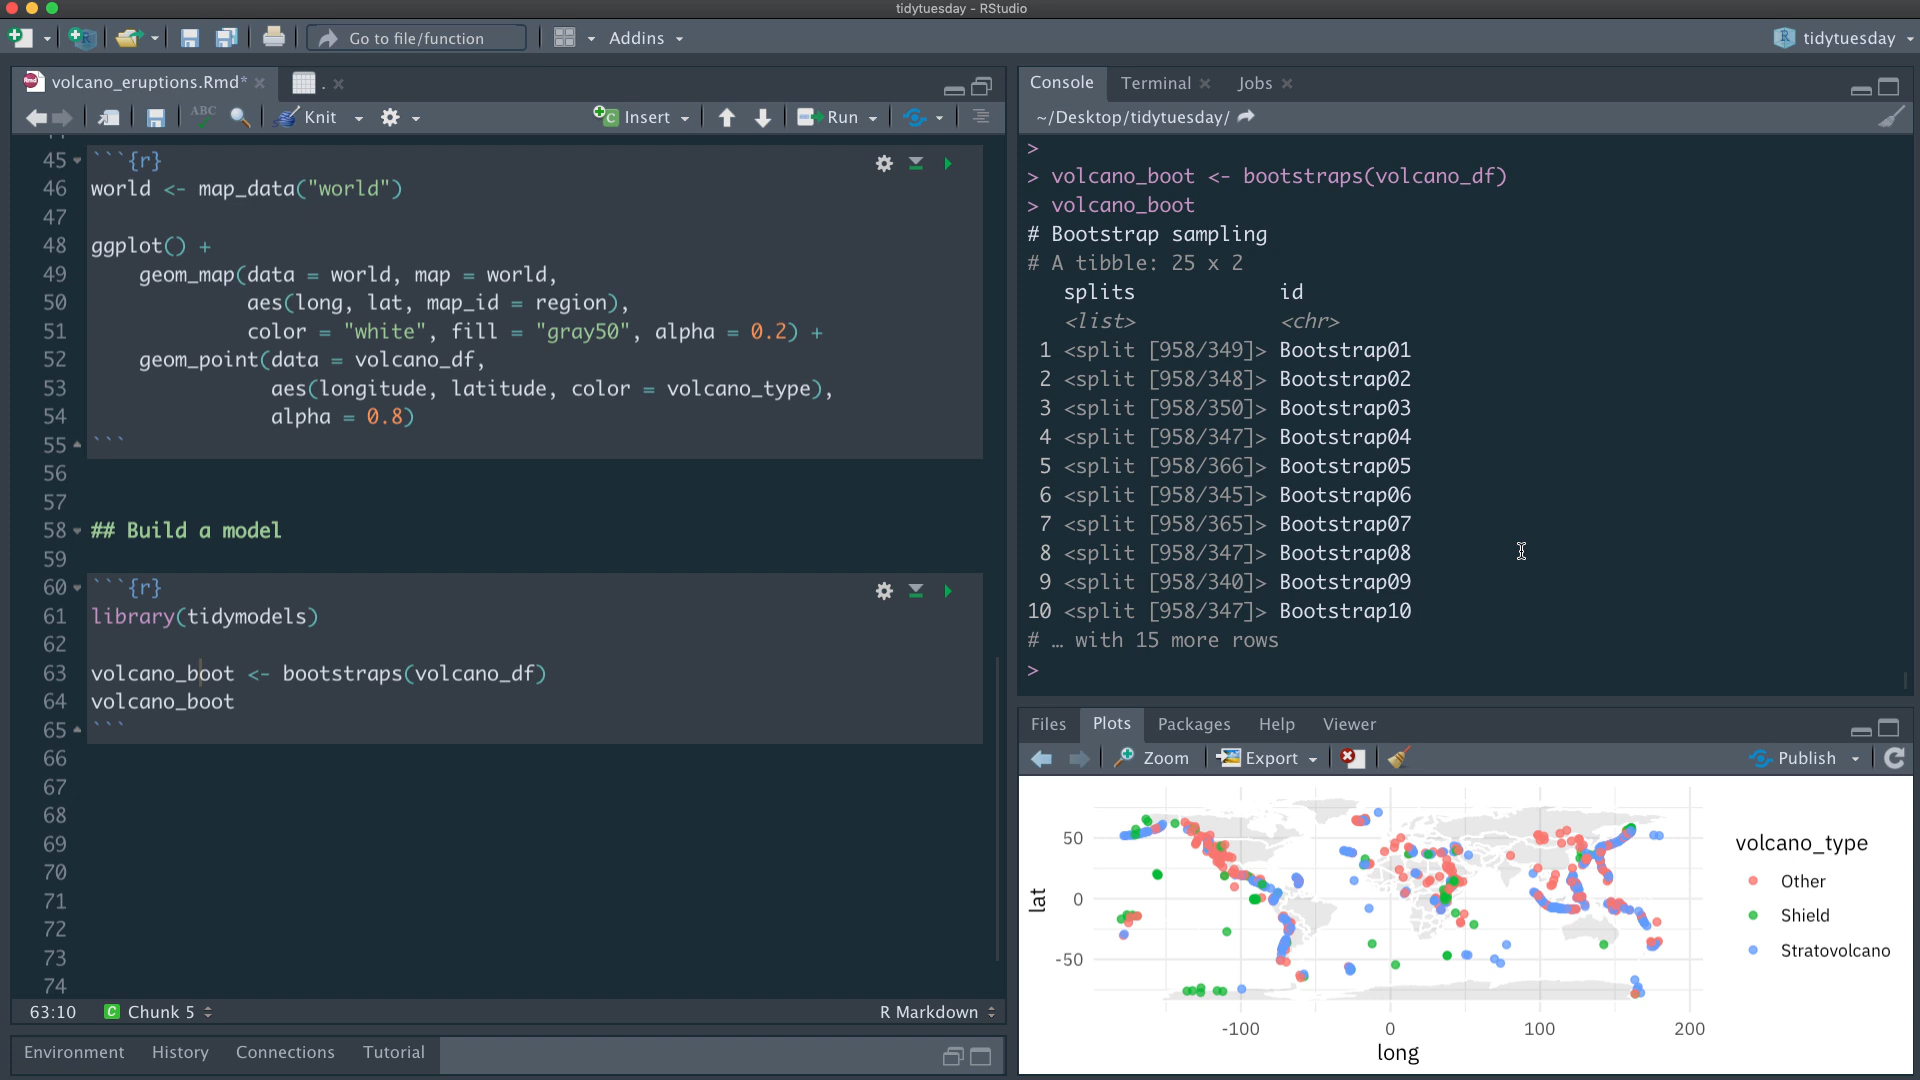 tidytuesday - RStudio
Go to file/function
Addins
tidytuesday
volcano_eruptions.Rmd*
.
ABC
Knit
Insert
Run
45 ```{r}
46 world <- map_data("world")
47
48 ggplot() +
49 geom_map(data = world, map = world,
50 aes(long, lat, map_id = region),
51 color = "white", fill = "gray50", alpha = 0.2) +
52 geom_point(data = volcano_df,
53 aes(longitude, latitude, color = volcano_type),
54 alpha = 0.8)
55 ```
56
57
58 ## Build a model
59
60 ```{r}
61 library(tidymodels)
62
63 volcano_boot <- bootstraps(volcano_df)
64 volcano_boot
65 ```
66
67
68
69
70
71
72
73
74
63:10
C Chunk 5
R Markdown
Environment History Connections Tutorial
Console Terminal Jobs
~/Desktop/tidytuesday/
>
> volcano_boot <- bootstraps(volcano_df)
> volcano_boot
# Bootstrap sampling
# A tibble: 25 x 2
splits id
<list> <chr>
1 <split [958/349]> Bootstrap01
2 <split [958/348]> Bootstrap02
3 <split [958/350]> Bootstrap03
4 <split [958/347]> Bootstrap04
5 <split [958/366]> Bootstrap05
6 <split [958/345]> Bootstrap06
7 <split [958/365]> Bootstrap07
8 <split [958/347]> Bootstrap08
9 <split [958/340]> Bootstrap09
10 <split [958/347]> Bootstrap10
# … with 15 more rows
>
Files Plots Packages Help Viewer
Zoom Export Publish
50
0
-50
lat
-100 0 100 200
long
volcano_type
Other
Shield
Stratovolcano